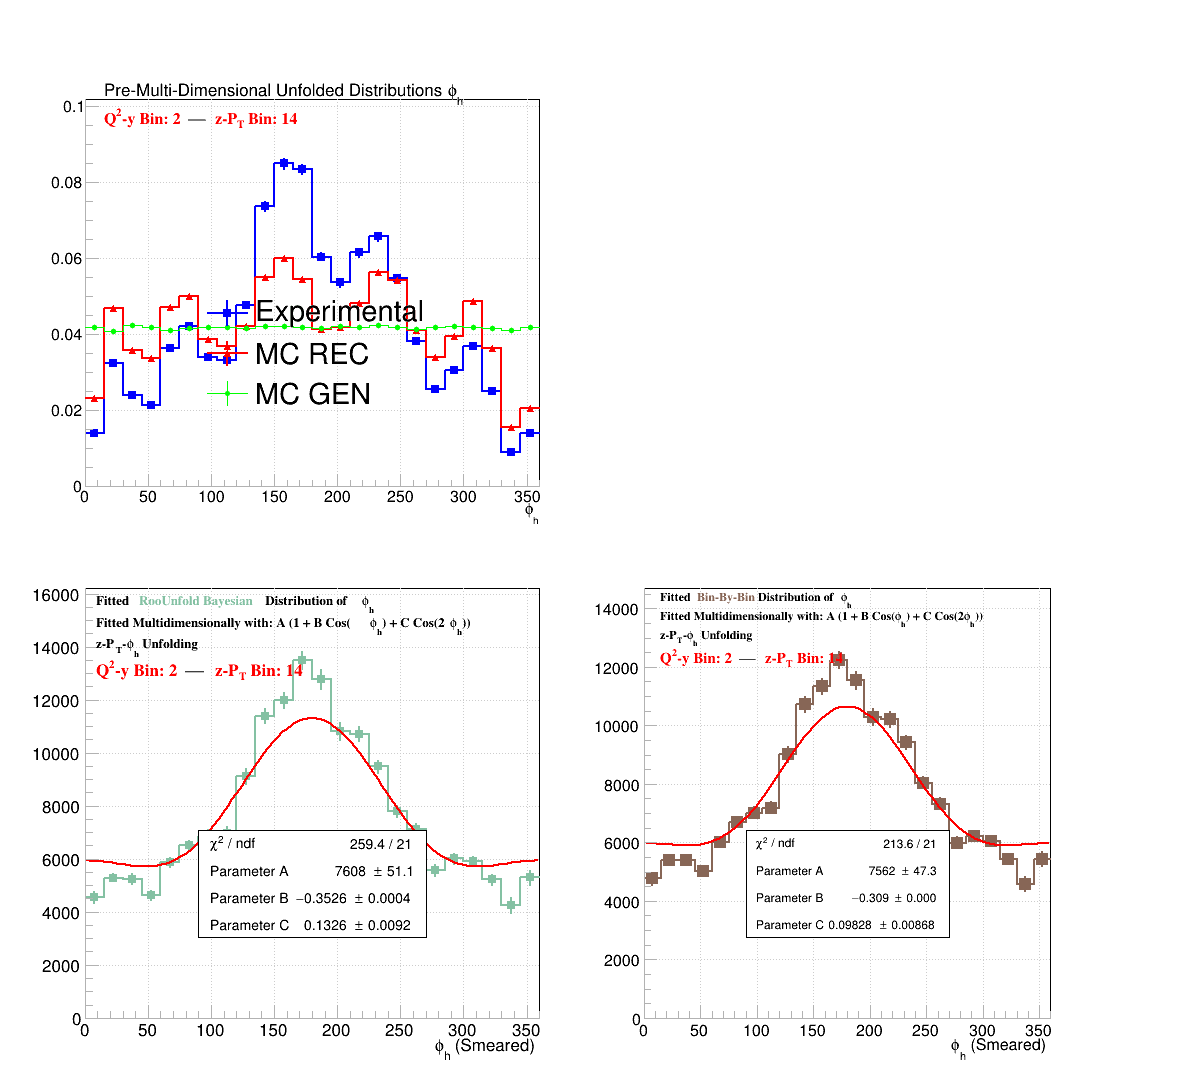 Pre-Multi-Dimensional Unfolded Distributions ϕh
Q2-y Bin: 2 — z-PT Bin: 14
0.1
0.08
0.06
0.04
0.02
0
Experimental
MC REC
MC GEN
0 50 100 150 200 250 300 350
ϕh
Fitted RooUnfold Bayesian Distribution of ϕh
Fitted Multidimensionally with: A (1 + B Cos( ϕh) + C Cos(2 ϕh))
z-PT-ϕh Unfolding
Q2-y Bin: 2 — z-PT Bin: 14
16000
14000
12000
10000
8000
6000
4000
2000
0
χ2 / ndf 259.4 / 21
Parameter A 7608 ± 51.1
Parameter B −0.3526 ± 0.0004
Parameter C 0.1326 ± 0.0092
0 50 100 150 200 250 300 350
ϕh (Smeared)
Fitted Bin-By-Bin Distribution of ϕh
Fitted Multidimensionally with: A (1 + B Cos(ϕh) + C Cos(2ϕh))
z-PT-ϕh Unfolding
Q2-y Bin: 2 — z-PT Bin: 14
14000
12000
10000
8000
6000
4000
2000
0
χ2 / ndf 213.6 / 21
Parameter A 7562 ± 47.3
Parameter B −0.309 ± 0.000
Parameter C 0.09828 ± 0.00868
0 50 100 150 200 250 300 350
ϕh (Smeared)